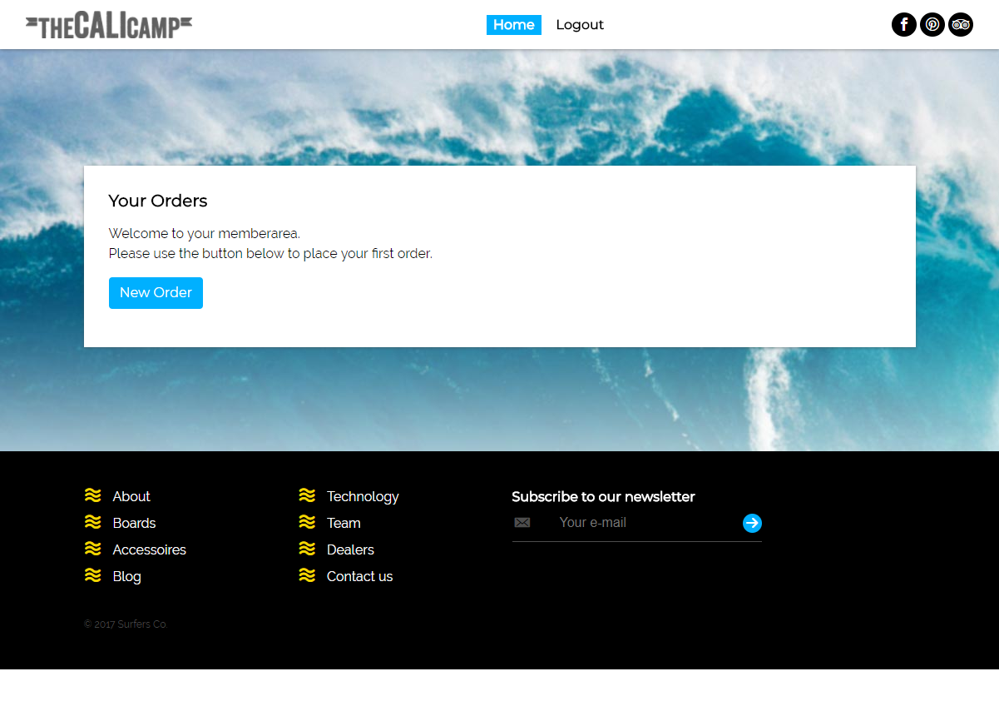 THECALICAMP
Home
Logout
Your Orders
Welcome to your memberarea.
Please use the button below to place your first order.
New Order
About
Boards
Accessoires
Blog
Technology
Team
Dealers
Contact us
Subscribe to our newsletter
Your e-mail
© 2017 Surfers Co.